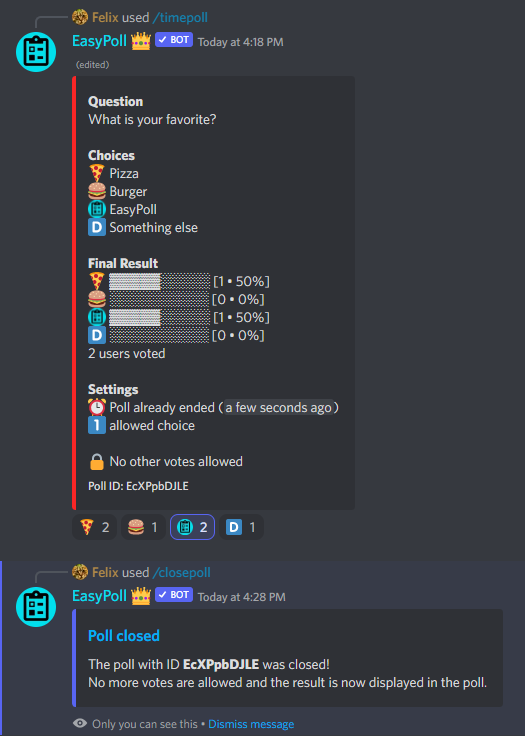 Felix used /timepoll
EasyPoll 👑 ✓ BOT Today at 4:18 PM
(edited)
Question
What is your favorite?
Choices
🍕 Pizza
🍔 Burger
EasyPoll
D Something else
Final Result
🍕 ▓▓▓▓▓░░░░░ [1 • 50%]
🍔 ░░░░░░░░░░ [0 • 0%]
▓▓▓▓▓░░░░░ [1 • 50%]
D ░░░░░░░░░░ [0 • 0%]
2 users voted
Settings
⏰ Poll already ended (a few seconds ago)
1 allowed choice
🔒 No other votes allowed
Poll ID: EcXPpbDJLE
🍕 2 🍔 1 2 D 1
Felix used /closepoll
EasyPoll 👑 ✓ BOT Today at 4:28 PM
Poll closed
The poll with ID EcXPpbDJLE was closed!
No more votes are allowed and the result is now displayed in the poll.
Only you can see this • Dismiss message